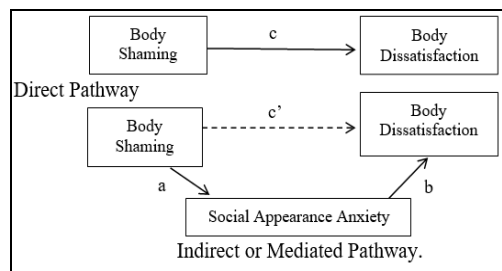 Body
Shaming
c
Body
Dissatisfaction
Direct Pathway
Body
Shaming
c’
Body
Dissatisfaction
a
b
Social Appearance Anxiety
Indirect or Mediated Pathway.